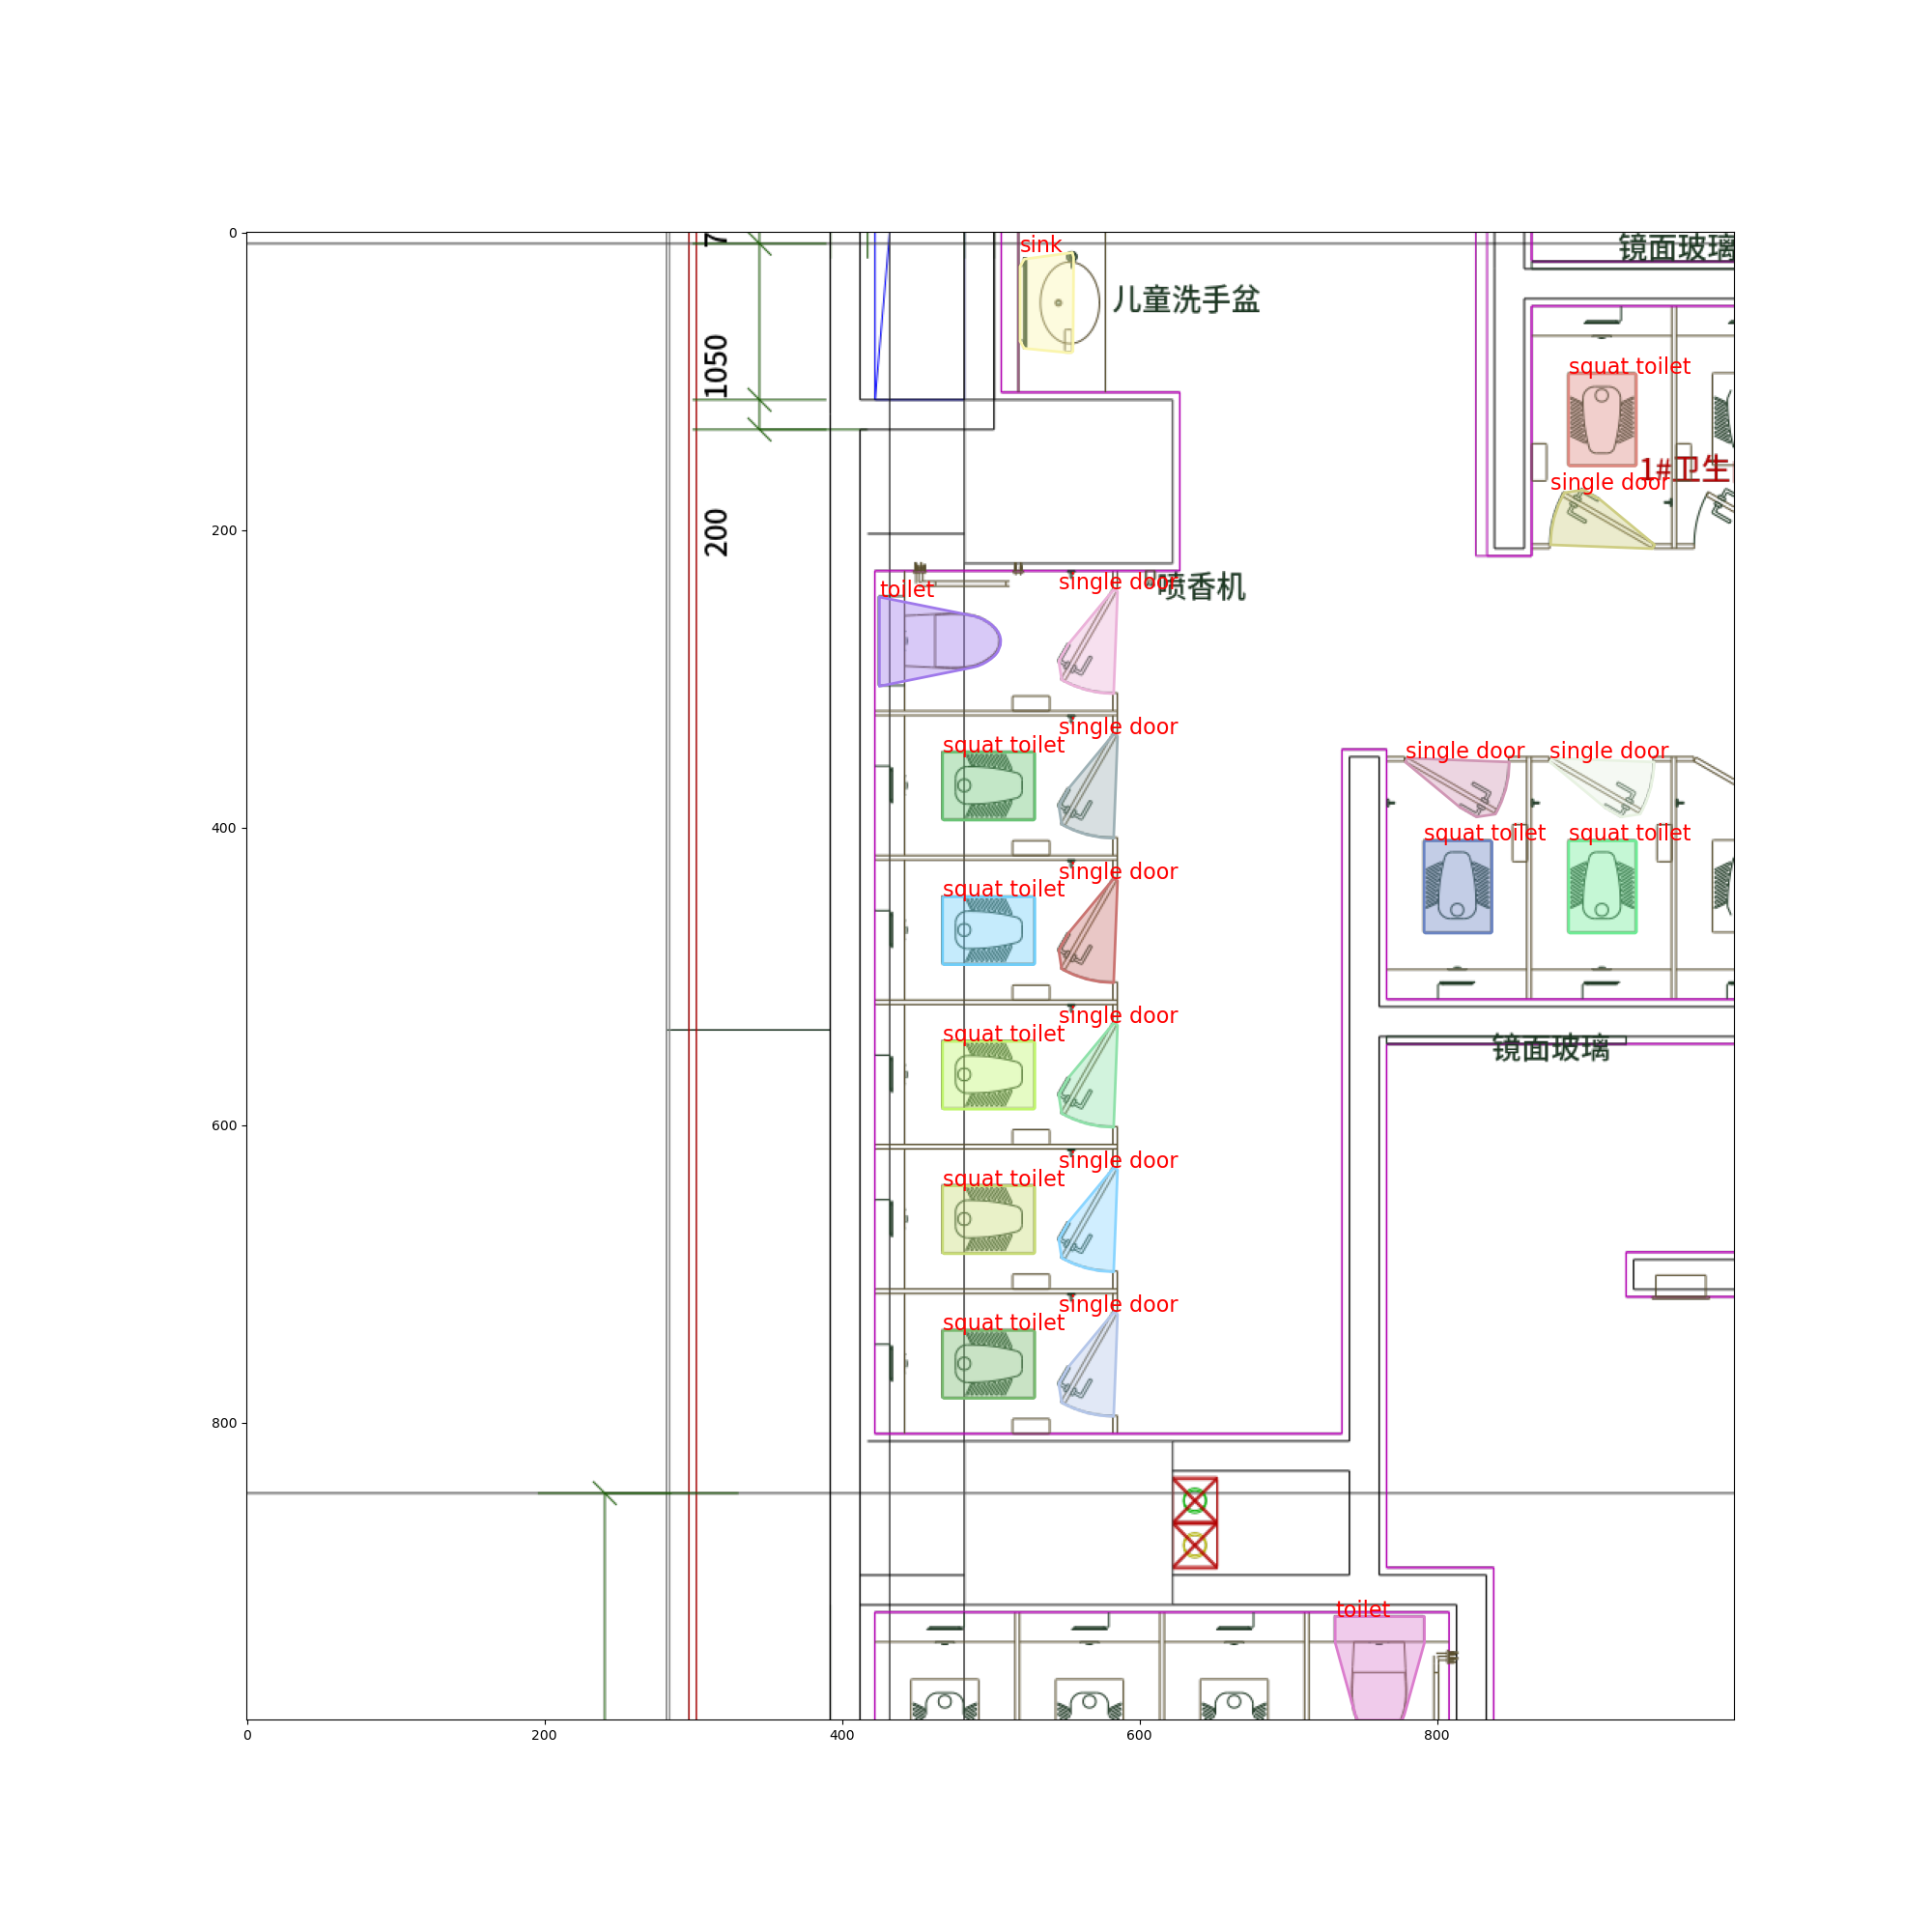 0
7
sink
镜面玻璃
儿童洗手盆
1050
squat toilet
1#卫生
single door
200
200
toilet
single door
喷香机
single door
squat toilet
single door
single door
400
squat toilet
squat toilet
single door
squat toilet
single door
squat toilet
镜面玻璃
600
single door
squat toilet
single door
squat toilet
800
toilet
0
200
400
600
800